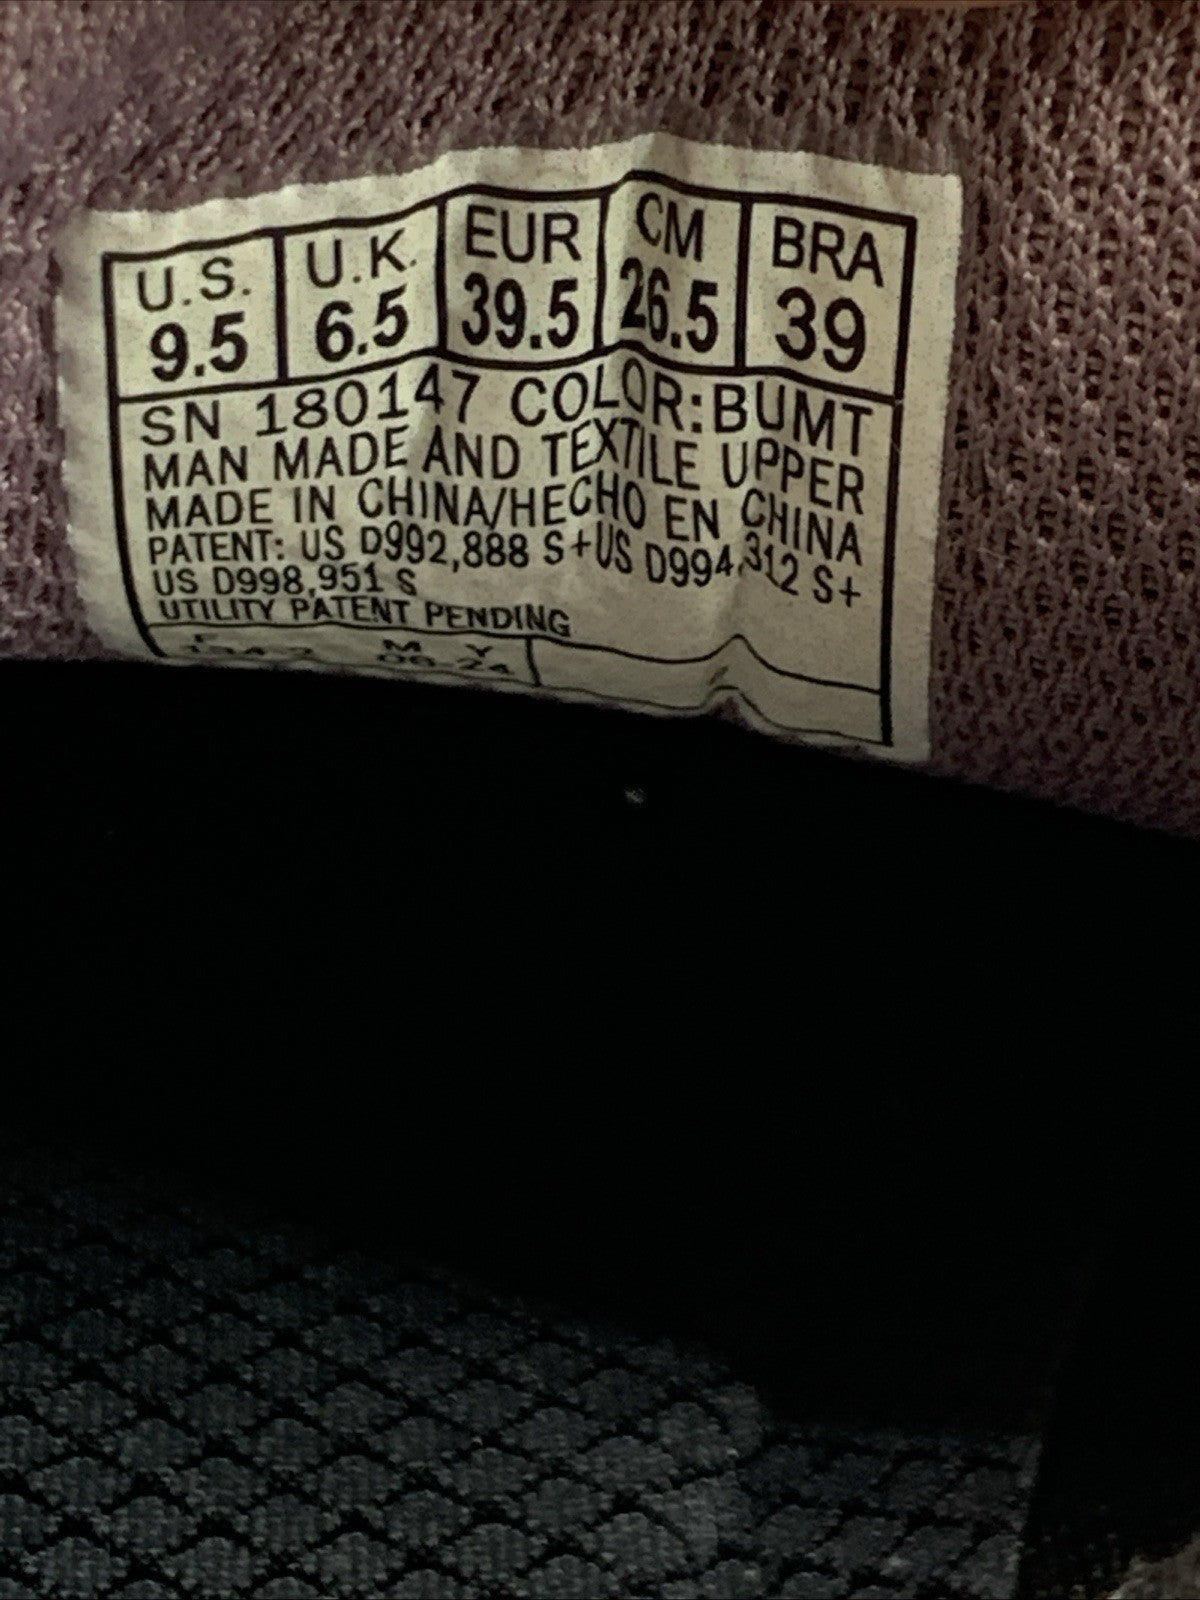 U.S. U.K. EUR CM BRA
9.5 6.5 39.5 26.5 39
SN 180147 COLOR:BUMT
MAN MADE AND TEXTILE UPPER
MADE IN CHINA/HECHO EN CHINA
PATENT: US D992,888 S+US D994,312 S+
US D998,951 S
UTILITY PATENT PENDING
F M Y